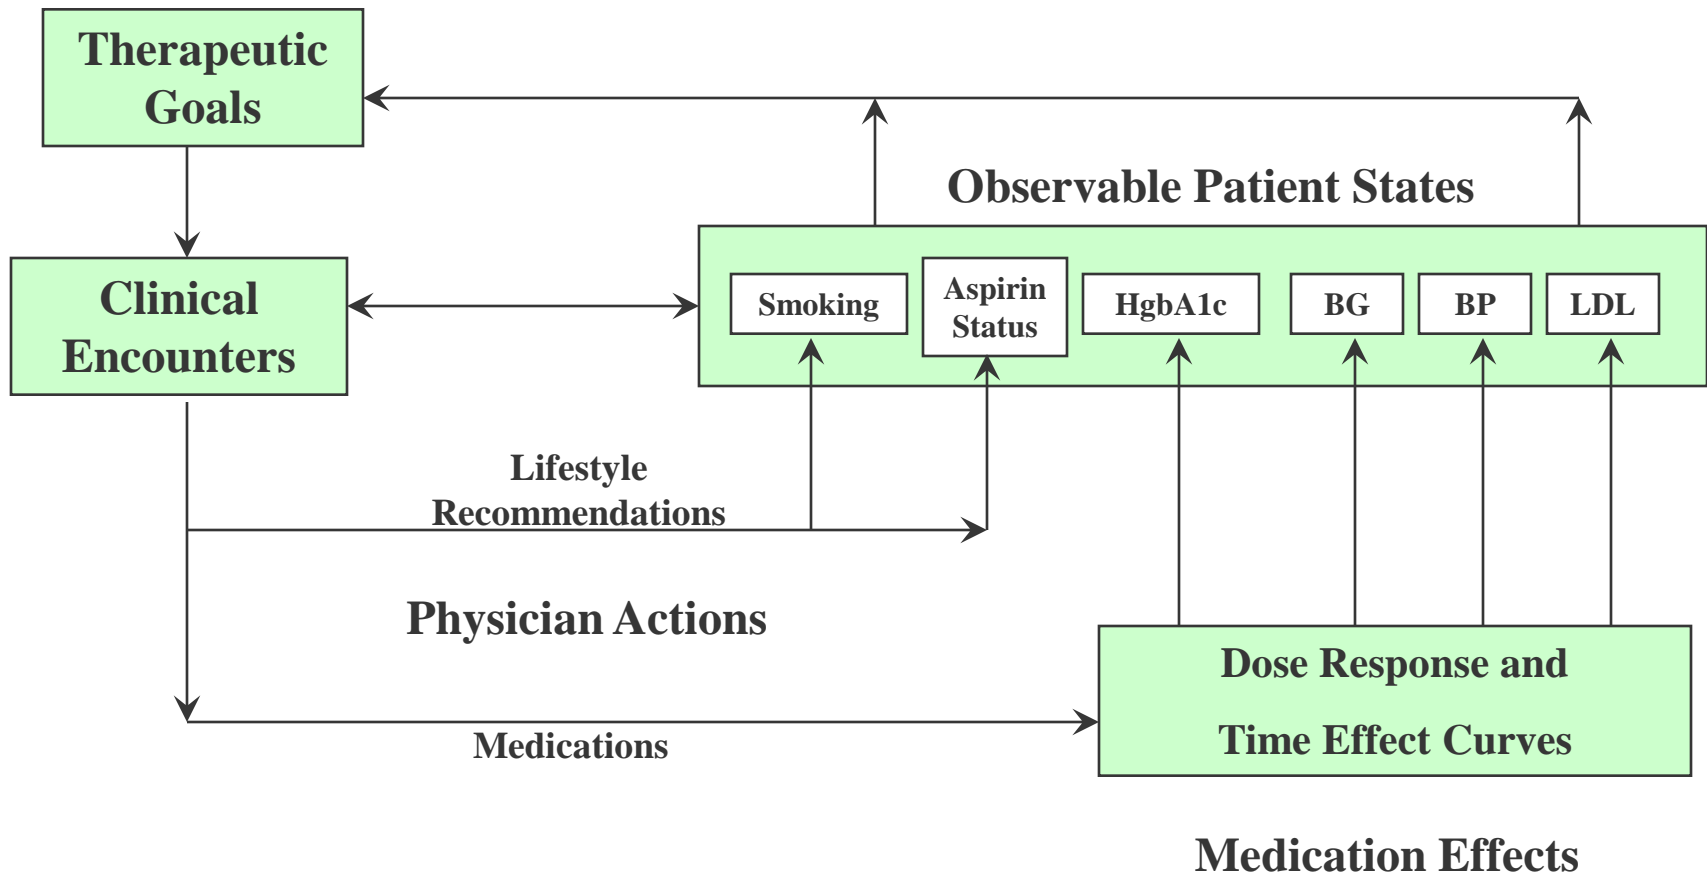 Therapeutic
Goals
Observable Patient States
Clinical
Encounters
Smoking
Aspirin
Status
HgbA1c
BG
BP
LDL
Lifestyle
Recommendations
Physician Actions
Dose Response and
Time Effect Curves
Medications
Medication Effects